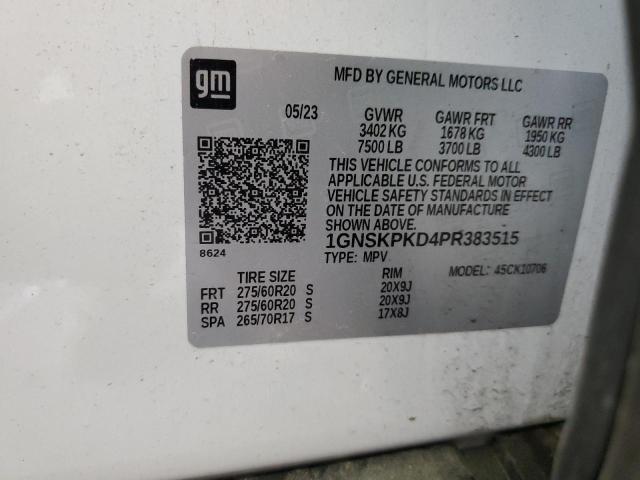 gm
MFD BY GENERAL MOTORS LLC
05/23 GVWR GAWR FRT GAWR RR
3402 KG 1678 KG 1950 KG
7500 LB 3700 LB 4300 LB
THIS VEHICLE CONFORMS TO ALL
APPLICABLE U.S. FEDERAL MOTOR
VEHICLE SAFETY STANDARDS IN EFFECT
ON THE DATE OF MANUFACTURE
SHOWN ABOVE.
1GNSKPKD4PR383515
8624
TYPE: MPV MODEL: 45CK10706
TIRE SIZE RIM
FRT 275/60R20 S 20X9J
RR 275/60R20 S 20X9J
SPA 265/70R17 S 17X8J